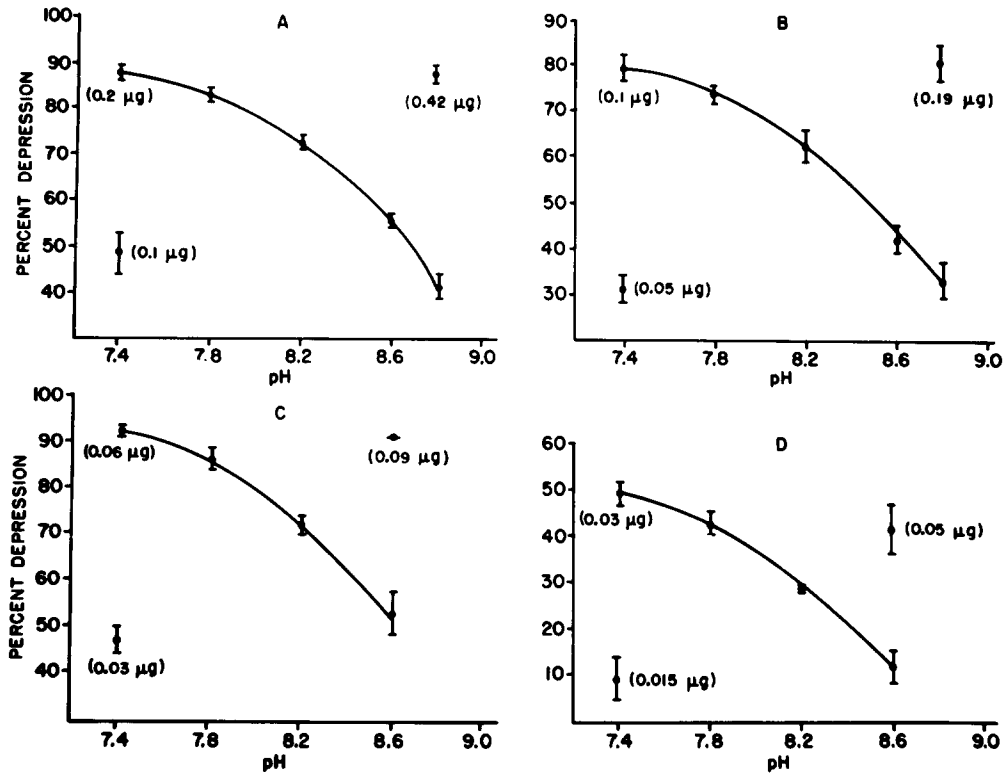 A
PERCENT DEPRESSION
100
90
80
70
60
50
40
(0.2 μg)
(0.42 μg)
(0.1 μg)
7.4 7.8 8.2 8.6 9.0
pH
B
90
80
70
60
50
40
30
(0.1 μg)
(0.19 μg)
(0.05 μg)
7.4 7.8 8.2 8.6 9.0
pH
C
PERCENT DEPRESSION
100
90
80
70
60
50
40
(0.06 μg)
(0.09 μg)
(0.03 μg)
7.4 7.8 8.2 8.6 9.0
pH
D
60
50
40
30
20
10
(0.03 μg)
(0.05 μg)
(0.015 μg)
7.4 7.8 8.2 8.6 9.0
pH